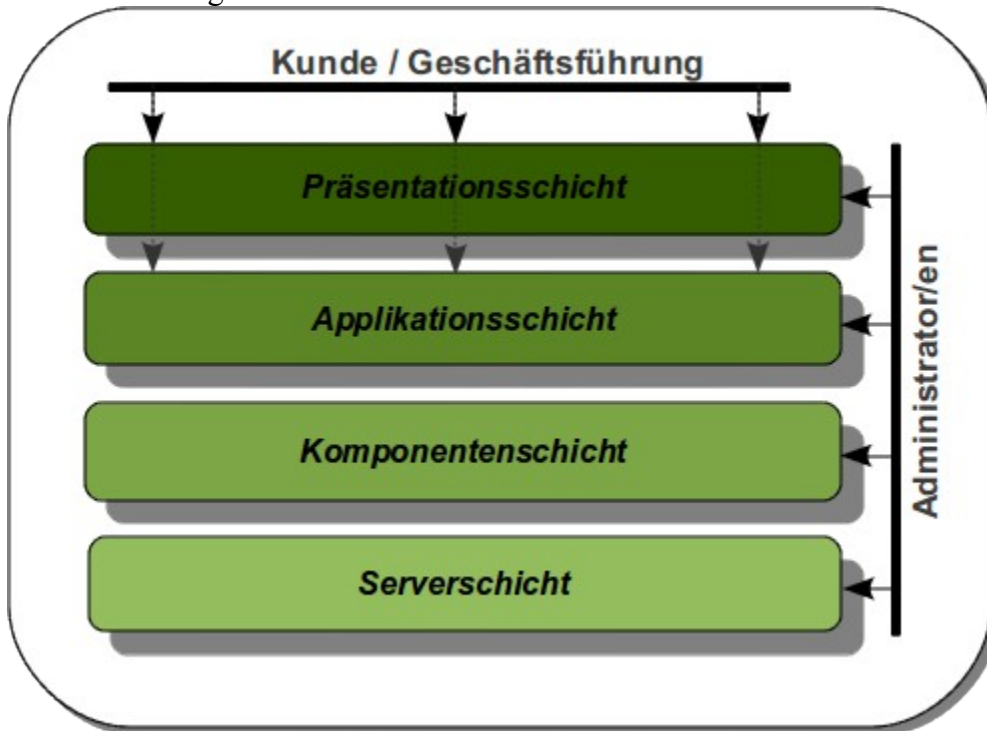 Kunde / Geschäftsführung
Präsentationsschicht
Applikationsschicht
Komponentenschicht
Serverschicht
Administrator/en